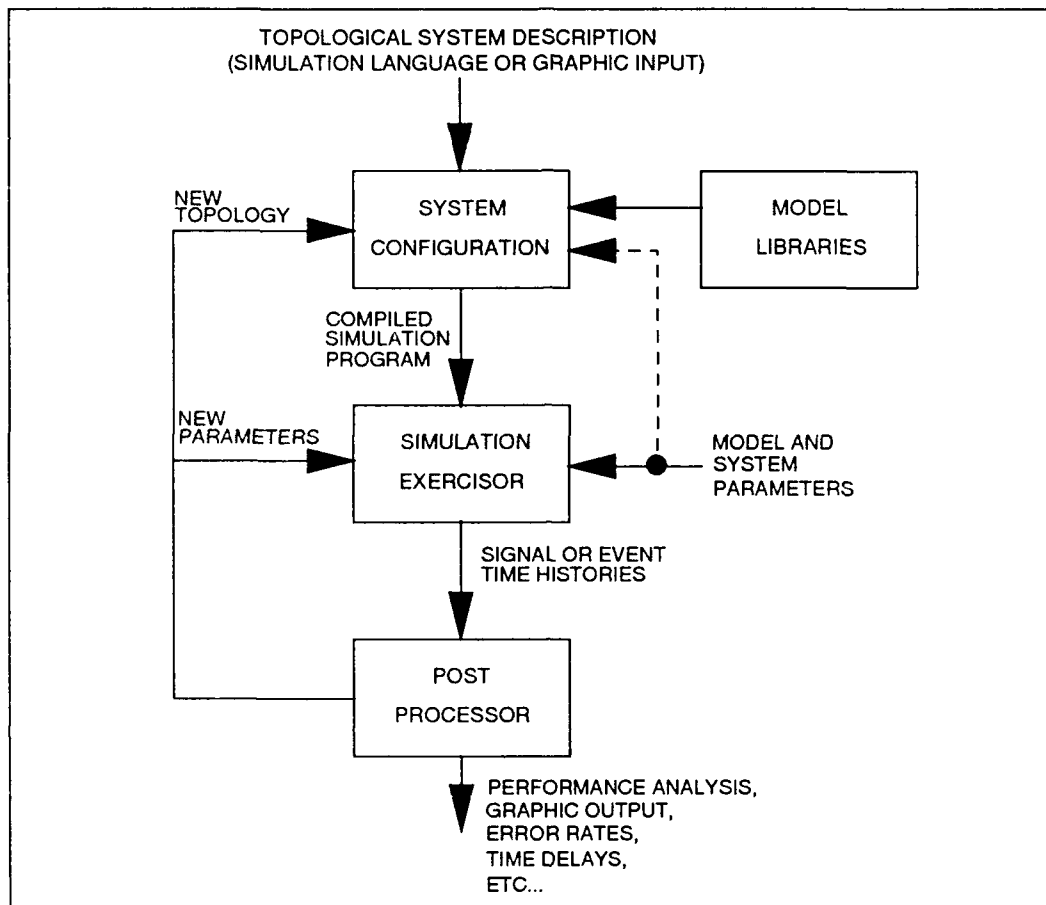 TOPOLOGICAL SYSTEM DESCRIPTION
(SIMULATION LANGUAGE OR GRAPHIC INPUT)
NEW
TOPOLOGY
SYSTEM
CONFIGURATION
MODEL
LIBRARIES
COMPILED
SIMULATION
PROGRAM
NEW
PARAMETERS
SIMULATION
EXERCISOR
MODEL AND
SYSTEM
PARAMETERS
SIGNAL OR EVENT
TIME HISTORIES
POST
PROCESSOR
PERFORMANCE ANALYSIS,
GRAPHIC OUTPUT,
ERROR RATES,
TIME DELAYS,
ETC...